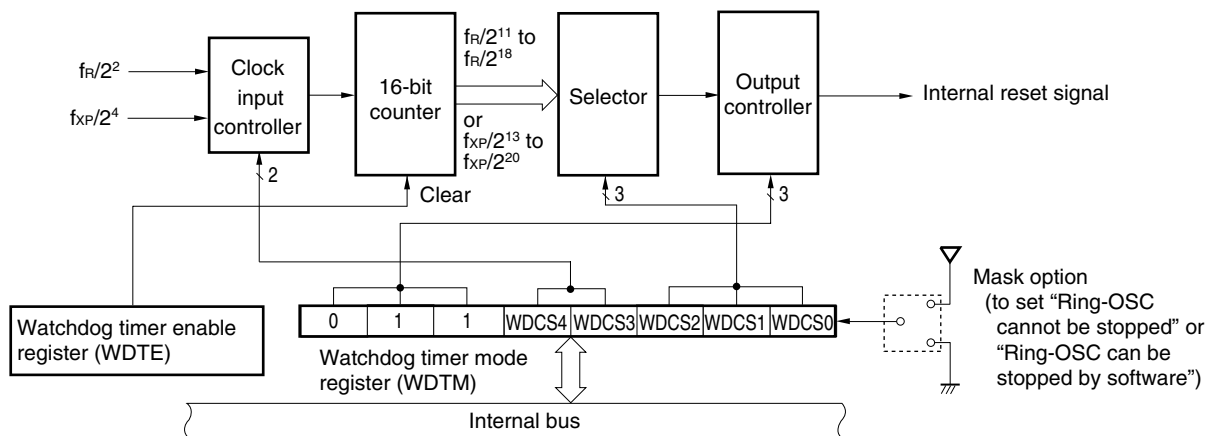 fR/2²
fXP/2⁴
Clock
input
controller
2
16-bit
counter
Clear
fR/2¹¹ to
fR/2¹⁸
or
fXP/2¹³ to
fXP/2²⁰
Selector
3
Output
controller
3
Internal reset signal
Watchdog timer enable
register (WDTE)
0 1 1 WDCS4 WDCS3 WDCS2 WDCS1 WDCS0
Watchdog timer mode
register (WDTM)
Mask option
(to set “Ring-OSC
cannot be stopped” or
“Ring-OSC can be
stopped by software”)
Internal bus